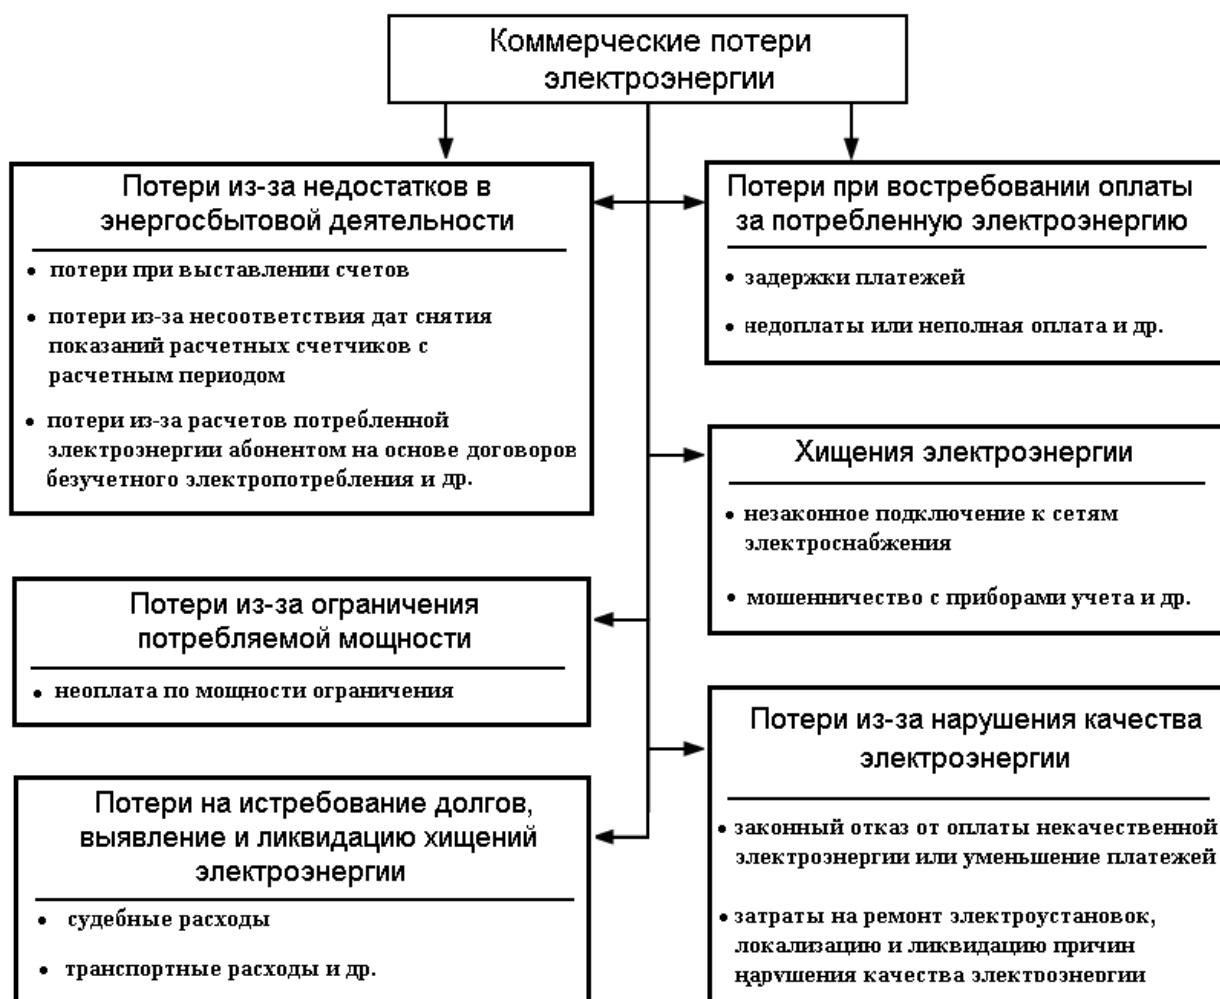 Коммерческие потери
электроэнергии
Потери из-за недостатков в
энергосбытовой деятельности
• потери при выставлении счетов
• потери из-за несоответствия дат снятия
показаний расчетных счетчиков с
расчетным периодом
• потери из-за расчетов потребленной
электроэнергии абонентом на основе договоров
безучетного электропотребления и др.
Потери при востребовании оплаты
за потребленную электроэнергию
• задержки платежей
• недоплаты или неполная оплата и др.
Хищения электроэнергии
• незаконное подключение к сетям
электроснабжения
• мошенничество с приборами учета и др.
Потери из-за ограничения
потребляемой мощности
• неоплата по мощности ограничения
Потери из-за нарушения качества
электроэнергии
• законный отказ от оплаты некачественной
электроэнергии или уменьшение платежей
• затраты на ремонт электроустановок,
локализацию и ликвидацию причин
нарушения качества электроэнергии
Потери на истребование долгов,
выявление и ликвидацию хищений
электроэнергии
• судебные расходы
• транспортные расходы и др.